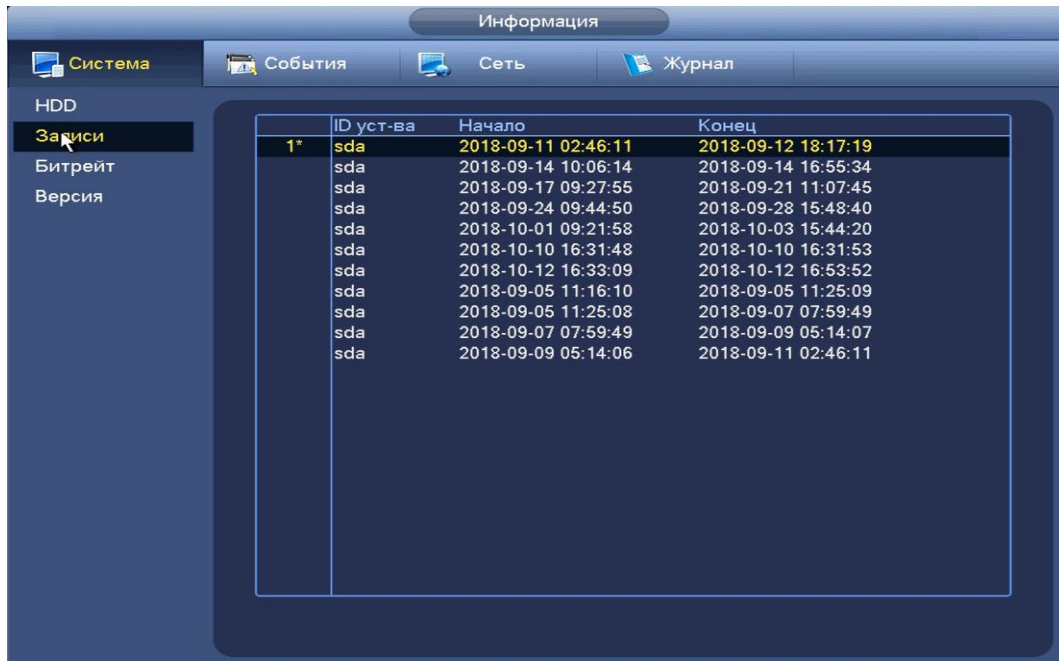 Информация
Система События Сеть Журнал
HDD
Записи
Битрейт
Версия
ID уст-ва Начало Конец
1* sda 2018-09-11 02:46:11 2018-09-12 18:17:19
sda 2018-09-14 10:06:14 2018-09-14 16:55:34
sda 2018-09-17 09:27:55 2018-09-21 11:07:45
sda 2018-09-24 09:44:50 2018-09-28 15:48:40
sda 2018-10-01 09:21:58 2018-10-03 15:44:20
sda 2018-10-10 16:31:48 2018-10-10 16:31:53
sda 2018-10-12 16:33:09 2018-10-12 16:53:52
sda 2018-09-05 11:16:10 2018-09-05 11:25:09
sda 2018-09-05 11:25:08 2018-09-07 07:59:49
sda 2018-09-07 07:59:49 2018-09-09 05:14:07
sda 2018-09-09 05:14:06 2018-09-11 02:46:11